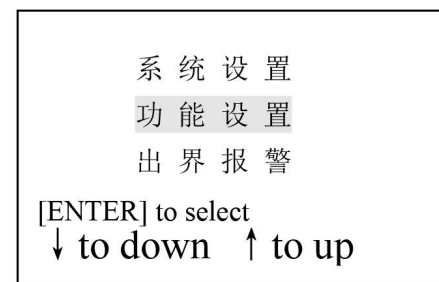 系统设置
功能设置
出界报警
[ENTER] to select
↓ to down ↑ to up